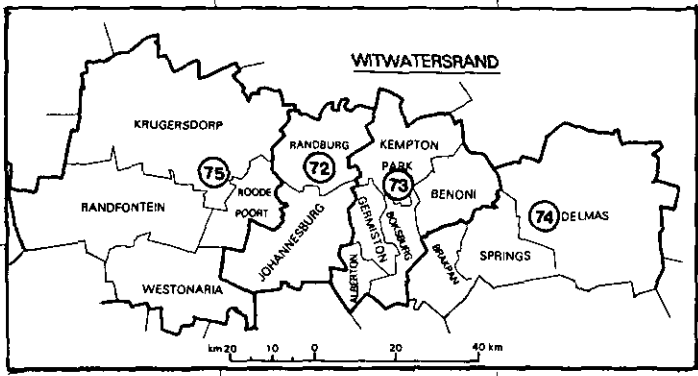 WITWATERSRAND
KRUGERSDORP
RANDBURG
72
KEMPTON
PARK
73
75
ROODE
POORT
BENONI
RANDFONTEIN
JOHANNESBURG
GERMISTON
BOKSBURG
74
DELMAS
ALBERTON
BRAKPAN
SPRINGS
WESTONARIA
km 20 10 0 20 40 km